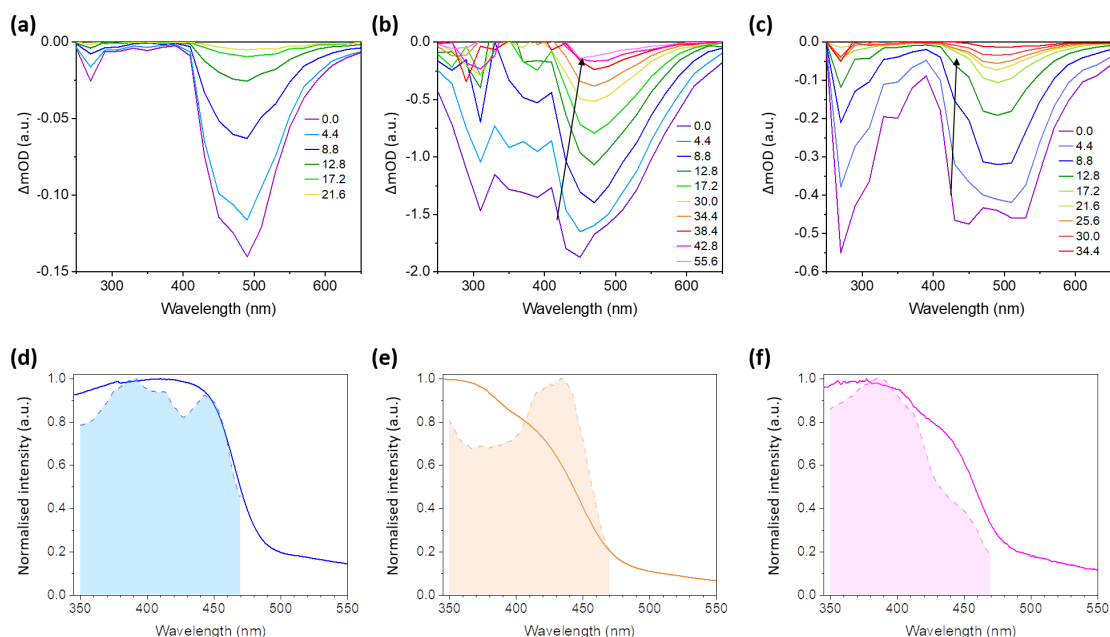 (a)
0.00
-0.05
-0.10
-0.15
ΔmOD (a.u.)
300 400 500 600
Wavelength (nm)
0.0
4.4
8.8
12.8
17.2
21.6
(b)
0.0
-0.5
-1.0
-1.5
-2.0
ΔmOD (a.u.)
300 400 500 600
Wavelength (nm)
0.0
4.4
8.8
12.8
17.2
30.0
34.4
38.4
42.8
55.6
(c)
0.0
-0.1
-0.2
-0.3
-0.4
-0.5
-0.6
ΔmOD (a.u.)
300 400 500 600
Wavelength (nm)
0.0
4.4
8.8
12.8
17.2
21.6
25.6
30.0
34.4
(d)
1.0
0.8
0.6
0.4
0.2
0.0
Normalised intensity (a.u.)
350 400 450 500 550
Wavelength (nm)
(e)
1.0
0.8
0.6
0.4
0.2
0.0
Normalised intensity (a.u.)
350 400 450 500 550
Wavelength (nm)
(f)
1.0
0.8
0.6
0.4
0.2
0.0
Normalised intensity (a.u.)
350 400 450 500 550
Wavelength (nm)